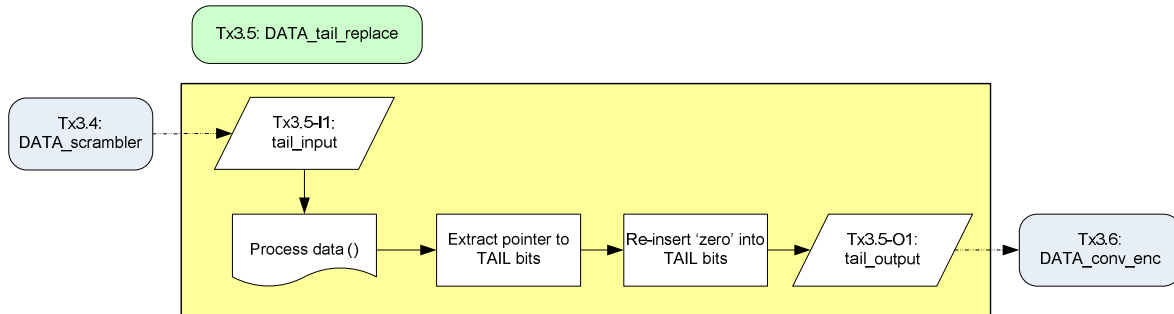 Tx3.5: DATA_tail_replace
Tx3.4:
DATA_scrambler
Tx3.5-I1:
tail_input
Process data ()
Extract pointer to
TAIL bits
Re-insert ‘zero’ into
TAIL bits
Tx3.5-O1:
tail_output
Tx3.6:
DATA_conv_enc